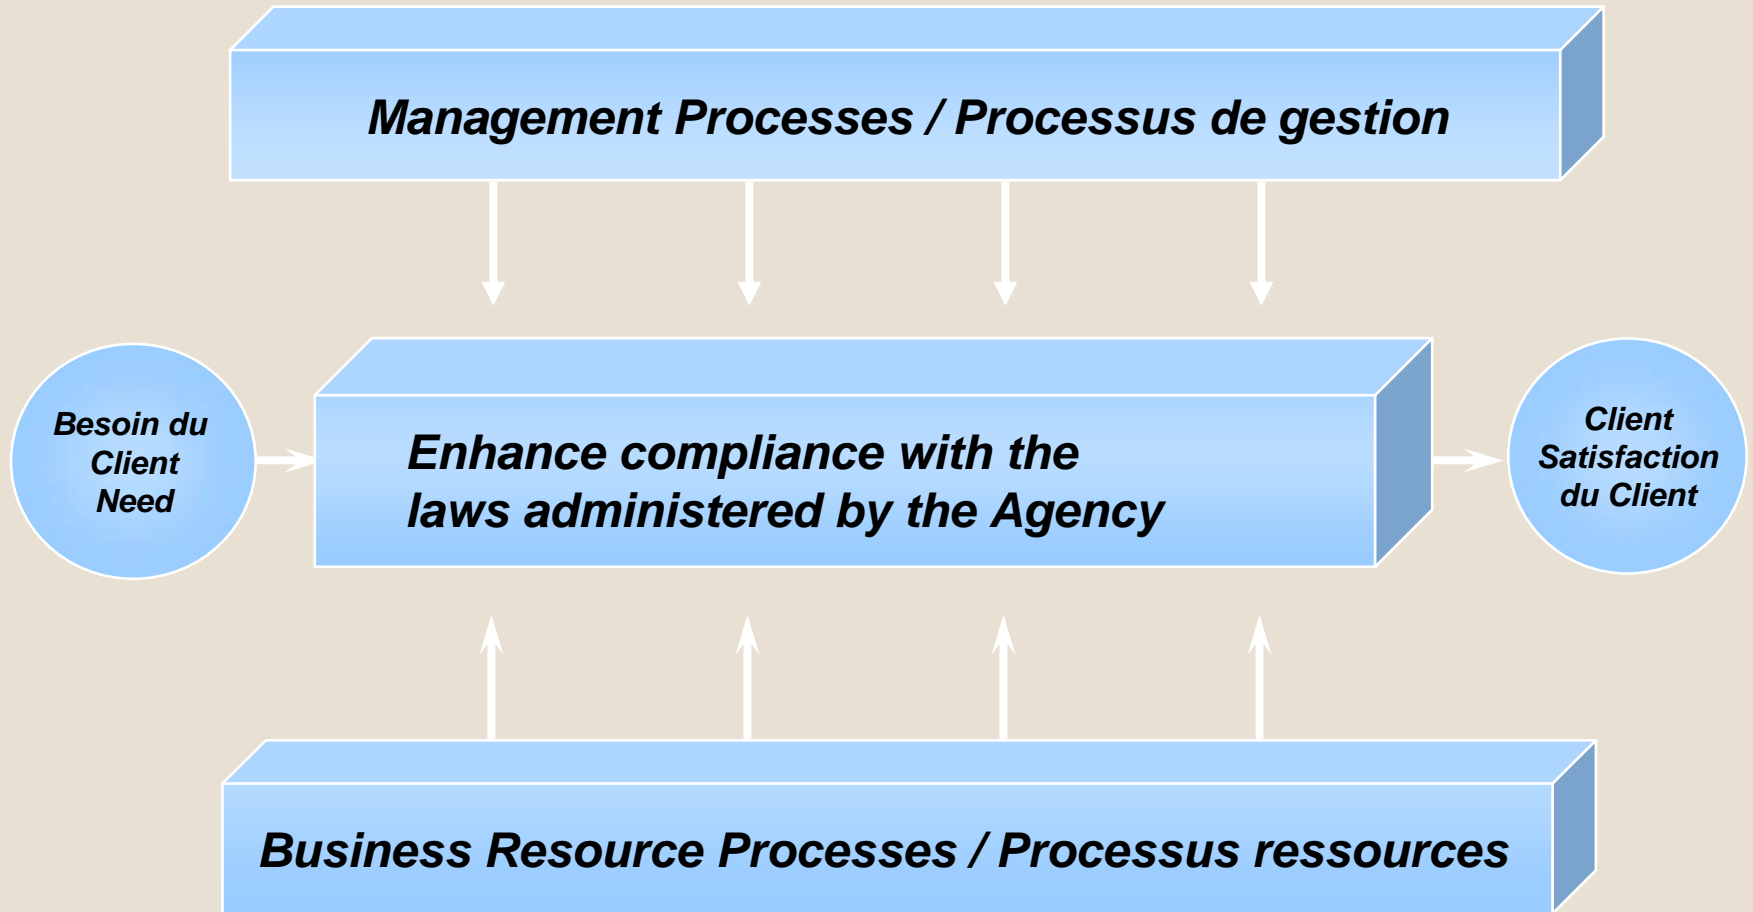 Management Processes / Processus de gestion
Besoin du
Client
Need
Enhance compliance with the
laws administered by the Agency
Client
Satisfaction
du Client
Business Resource Processes / Processus ressources